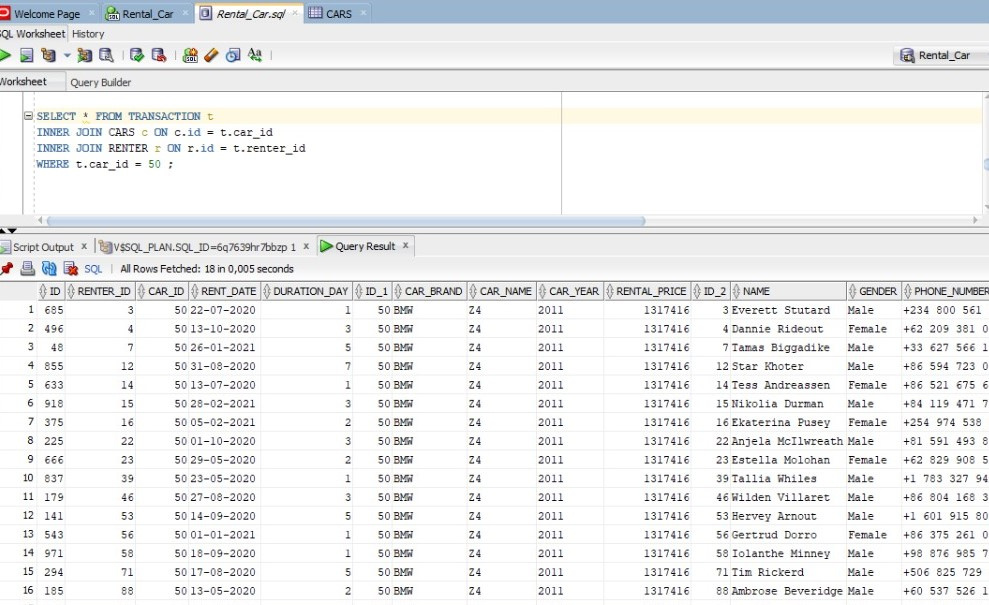 Welcome Page Rental_Car Rental_Car.sql CARS
SQL Worksheet History
Rental_Car
Worksheet Query Builder
SELECT * FROM TRANSACTION t
INNER JOIN CARS c ON c.id = t.car_id
INNER JOIN RENTER r ON r.id = t.renter_id
WHERE t.car_id = 50 ;
Script Output V$SQL_PLAN.SQL_ID=6q7639hr7bbzp 1 Query Result
SQL All Rows Fetched: 18 in 0,005 seconds
ID RENTER_ID CAR_ID RENT_DATE DURATION_DAY ID_1 CAR_BRAND CAR_NAME CAR_YEAR RENTAL_PRICE ID_2 NAME GENDER PHONE_NUMBER
1 685 3 50 22-07-2020 1 50 BMW Z4 2011 1317416 3 Everett Stutard Male +234 800 561
2 496 4 50 13-10-2020 3 50 BMW Z4 2011 1317416 4 Dannie Rideout Female +62 209 381 0
3 48 7 50 26-01-2021 5 50 BMW Z4 2011 1317416 7 Tamas Biggadike Male +33 627 566 1
4 855 12 50 31-08-2020 7 50 BMW Z4 2011 1317416 12 Star Khoter Male +86 594 723 0
5 633 14 50 13-07-2020 1 50 BMW Z4 2011 1317416 14 Tess Andreassen Female +86 521 675 6
6 918 15 50 28-02-2021 3 50 BMW Z4 2011 1317416 15 Nikolia Durman Male +84 119 471 7
7 375 16 50 05-02-2021 2 50 BMW Z4 2011 1317416 16 Ekaterina Pusey Female +254 974 538
8 225 22 50 01-10-2020 3 50 BMW Z4 2011 1317416 22 Anjela McIlwreath Male +81 591 493 8
9 666 23 50 29-05-2020 2 50 BMW Z4 2011 1317416 23 Estella Molohan Female +62 829 908 5
10 837 39 50 23-05-2020 1 50 BMW Z4 2011 1317416 39 Tallia Whiles Male +1 783 327 94
11 179 46 50 27-08-2020 3 50 BMW Z4 2011 1317416 46 Wilden Villaret Male +86 804 168 3
12 141 53 50 14-09-2020 5 50 BMW Z4 2011 1317416 53 Hervey Arnout Male +1 601 915 80
13 543 56 50 01-01-2021 1 50 BMW Z4 2011 1317416 56 Gertrud Dorro Female +86 375 261 0
14 971 58 50 18-09-2020 1 50 BMW Z4 2011 1317416 58 Iolanthe Minney Male +98 876 985 7
15 294 71 50 17-08-2020 5 50 BMW Z4 2011 1317416 71 Tim Rickerd Male +506 825 729
16 185 88 50 13-05-2020 2 50 BMW Z4 2011 1317416 88 Ambrose Beveridge Male +60 537 526 1